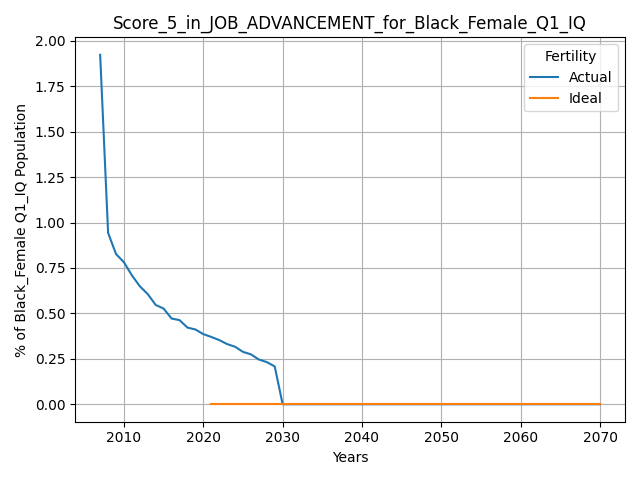 Score_5_in_JOB_ADVANCEMENT_for_Black_Female_Q1_IQ
Fertility
Actual
Ideal
% of Black_Female Q1_IQ Population
2.00
1.75
1.50
1.25
1.00
0.75
0.50
0.25
0.00
2010 2020 2030 2040 2050 2060 2070
Years